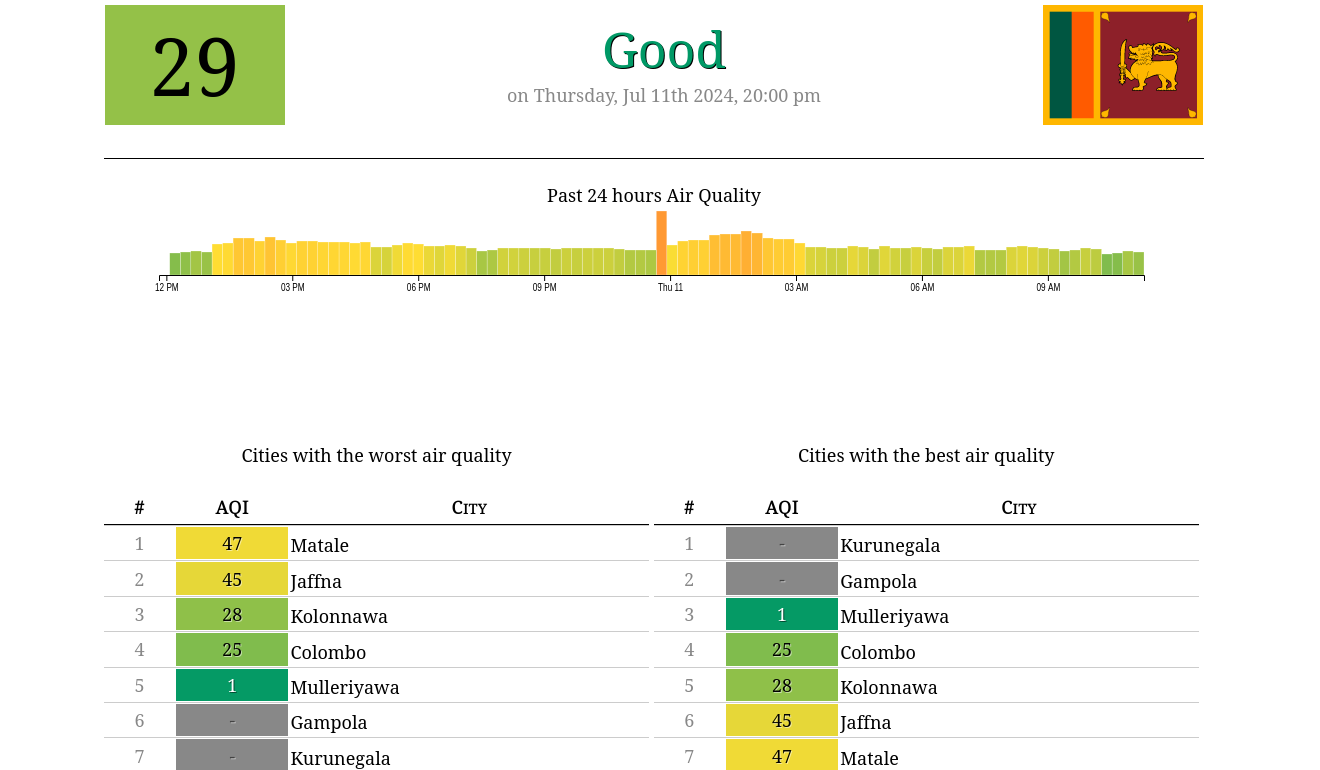 29
Good
on Thursday, Jul 11th 2024, 20:00 pm
Past 24 hours Air Quality
12 PM 03 PM 06 PM 09 PM Thu 11 03 AM 06 AM 09 AM
Cities with the worst air quality
# AQI City
1 47 Matale
2 45 Jaffna
3 28 Kolonnawa
4 25 Colombo
5 1 Mulleriyawa
6 - Gampola
7 - Kurunegala
Cities with the best air quality
# AQI City
1 - Kurunegala
2 - Gampola
3 1 Mulleriyawa
4 25 Colombo
5 28 Kolonnawa
6 45 Jaffna
7 47 Matale